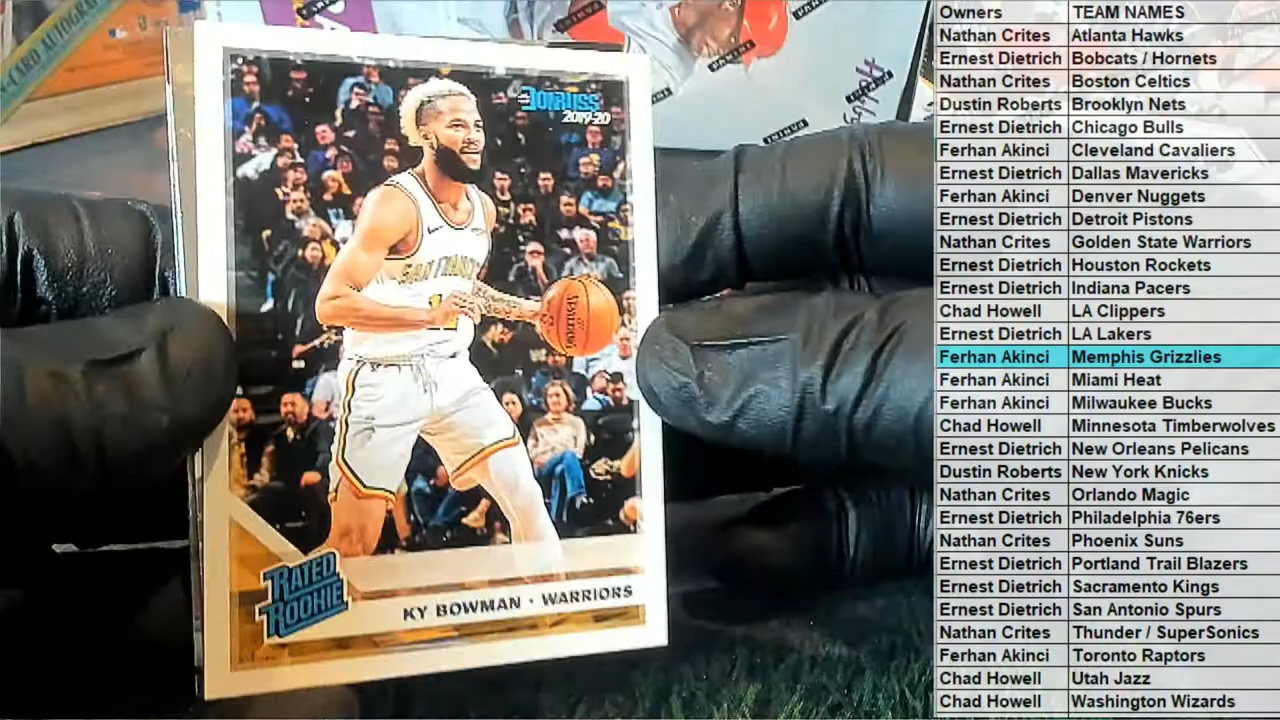 DONRUSS
2019-20
SAN FRANCISCO
SPALDING
RATED
ROOKIE
KY BOWMAN · WARRIORS
PANINI
PANINI
PANINI
PANINI
Owners TEAM NAMES
Nathan Crites Atlanta Hawks
Ernest Dietrich Bobcats / Hornets
Nathan Crites Boston Celtics
Dustin Roberts Brooklyn Nets
Ernest Dietrich Chicago Bulls
Ferhan Akinci Cleveland Cavaliers
Ernest Dietrich Dallas Mavericks
Ferhan Akinci Denver Nuggets
Ernest Dietrich Detroit Pistons
Nathan Crites Golden State Warriors
Ernest Dietrich Houston Rockets
Ernest Dietrich Indiana Pacers
Chad Howell LA Clippers
Ernest Dietrich LA Lakers
Ferhan Akinci Memphis Grizzlies
Ferhan Akinci Miami Heat
Ferhan Akinci Milwaukee Bucks
Chad Howell Minnesota Timberwolves
Ernest Dietrich New Orleans Pelicans
Dustin Roberts New York Knicks
Nathan Crites Orlando Magic
Ernest Dietrich Philadelphia 76ers
Nathan Crites Phoenix Suns
Ernest Dietrich Portland Trail Blazers
Ernest Dietrich Sacramento Kings
Ernest Dietrich San Antonio Spurs
Nathan Crites Thunder / SuperSonics
Ferhan Akinci Toronto Raptors
Chad Howell Utah Jazz
Chad Howell Washington Wizards